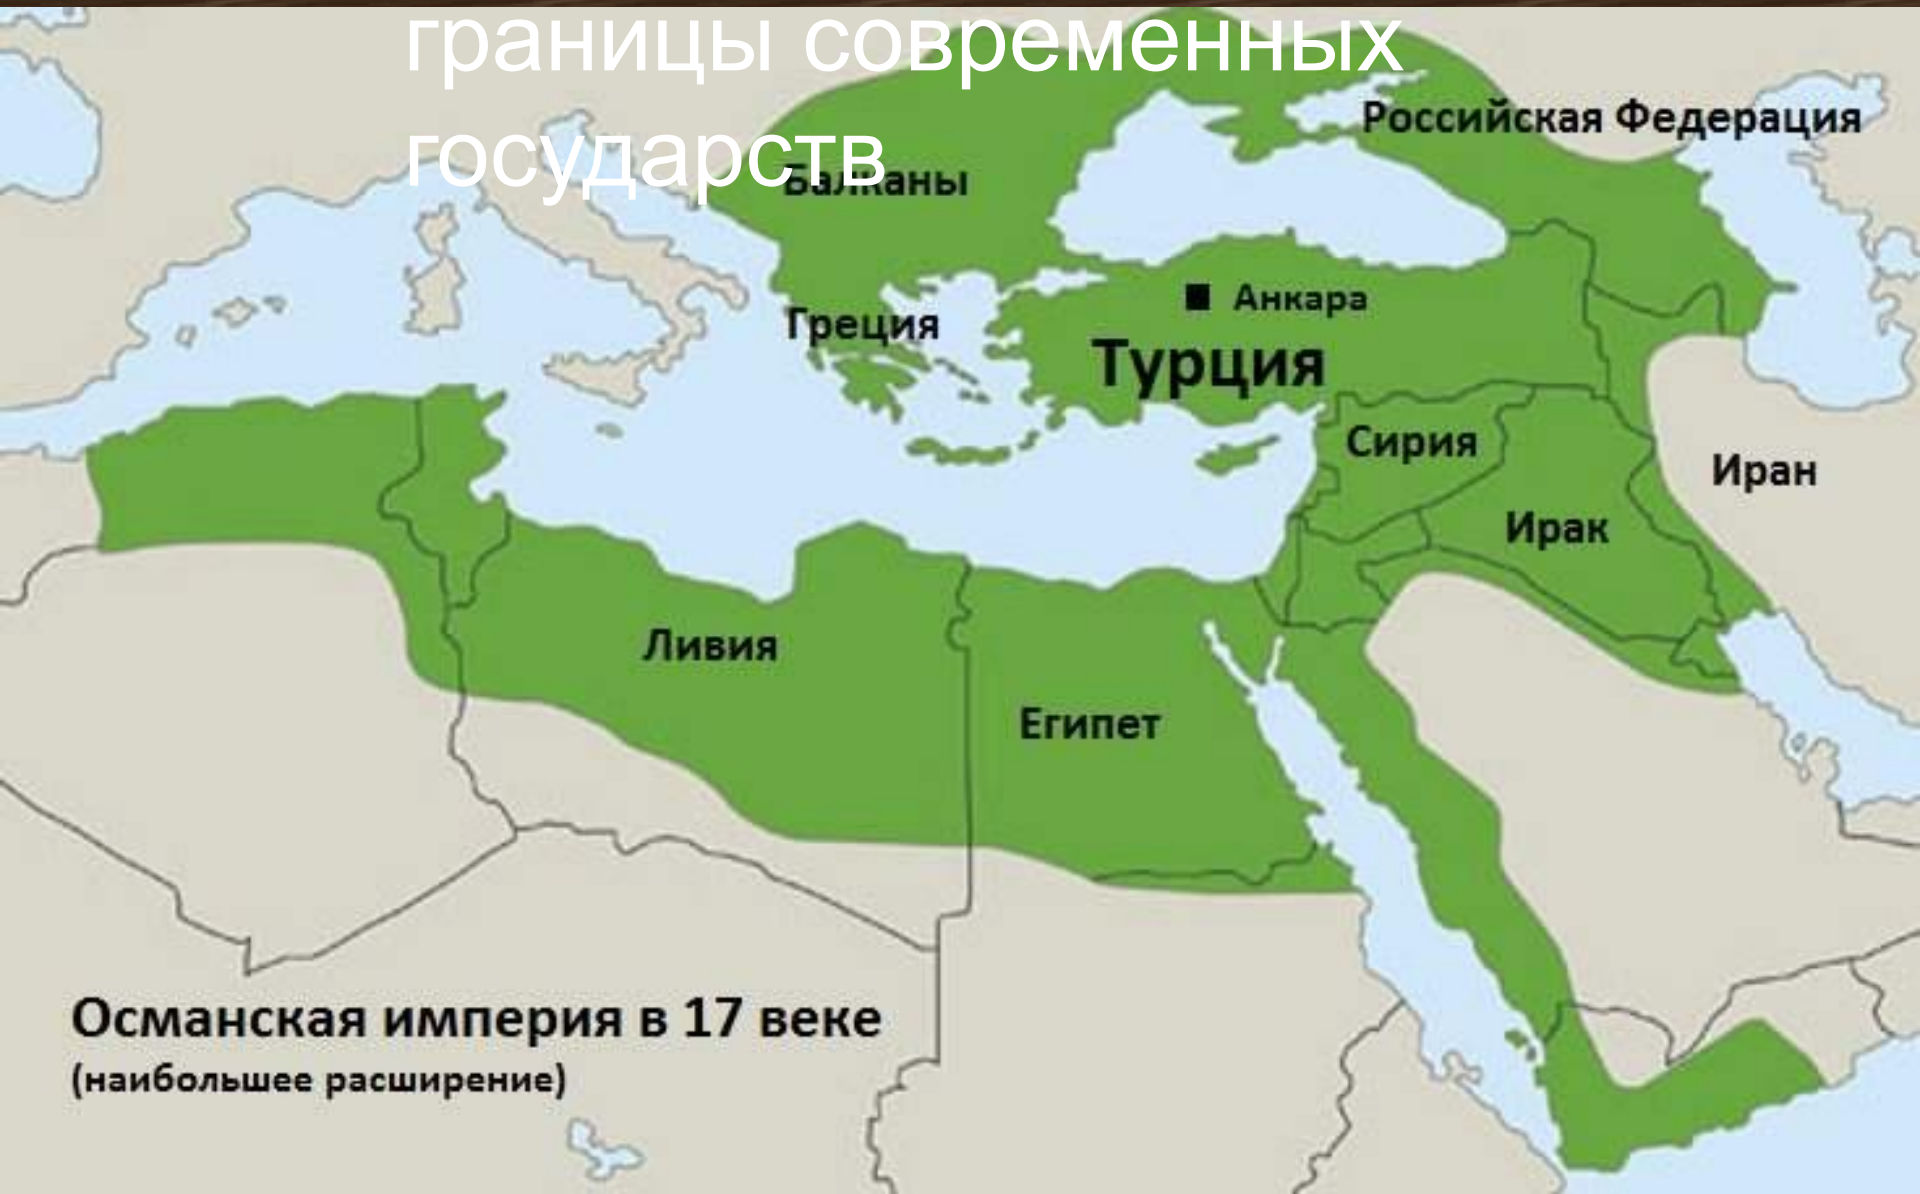 границы современных
государств
Российская Федерация
Балканы
Анкара
Греция
Турция
Сирия
Иран
Ирак
Ливия
Египет
Османская империя в 17 веке
(наибольшее расширение)